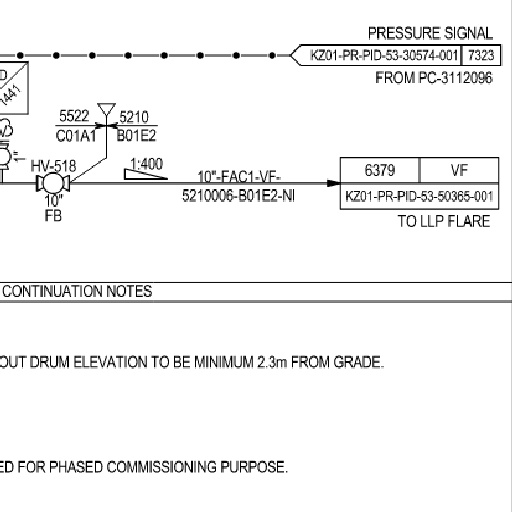 PRESSURE SIGNAL
KZ01-PR-PID-53-30574-001 7323
FROM PC-3112096
D
1441
5522 5210
C01A1 B01E2
HV-518
10"
FB
1:400
10"-FAC1-VF-
5210006-B01E2-NI
6379 VF
KZ01-PR-PID-53-50365-001
TO LLP FLARE
CONTINUATION NOTES
OUT DRUM ELEVATION TO BE MINIMUM 2.3m FROM GRADE.
ED FOR PHASED COMMISSIONING PURPOSE.